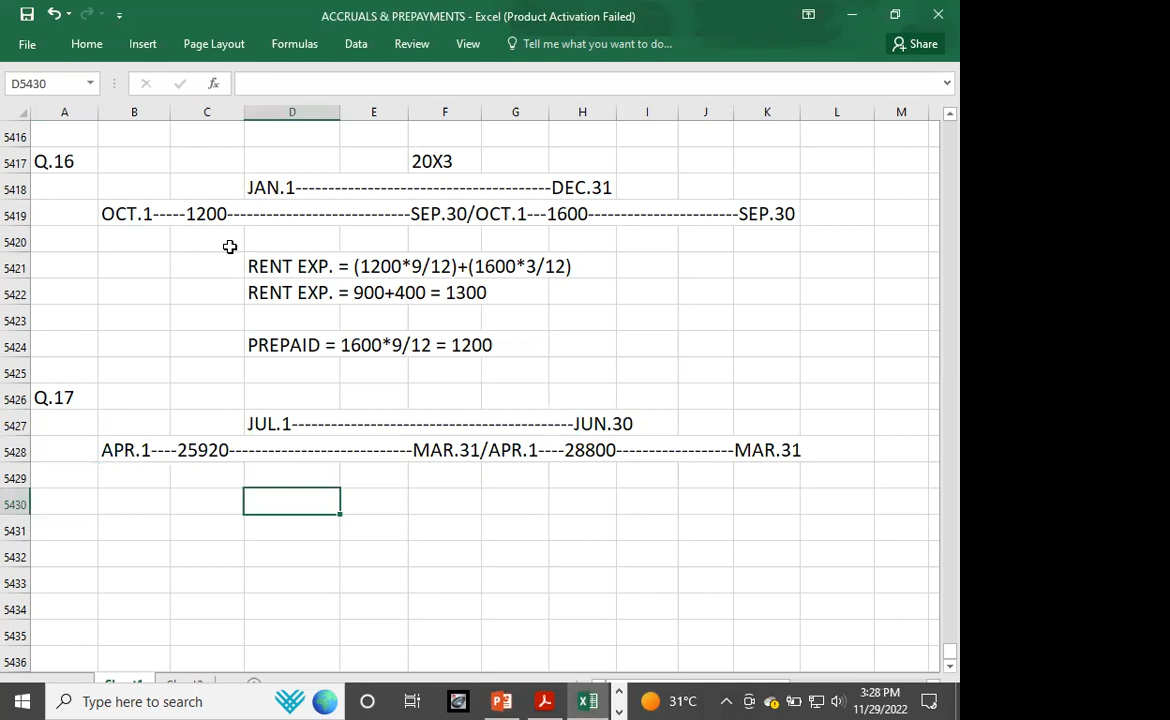 ACCRUALS & PREPAYMENTS - Excel (Product Activation Failed)
File Home Insert Page Layout Formulas Data Review View Tell me what you want to do... Share
D5430 fx
A B C D E F G H I J K L M
5416
5417 Q.16 20X3
5418 JAN.1---------------------------------------DEC.31
5419 OCT.1-----1200----------------------------SEP.30/OCT.1---1600-----------------------SEP.30
5420
5421 RENT EXP. = (1200*9/12)+(1600*3/12)
5422 RENT EXP. = 900+400 = 1300
5423
5424 PREPAID = 1600*9/12 = 1200
5425
5426 Q.17
5427 JUL.1-------------------------------------------JUN.30
5428 APR.1----25920----------------------------MAR.31/APR.1----28800------------------MAR.31
5429
5430
5431
5432
5433
5434
5435
5436
Sheet1 Sheet2
Type here to search 31°C 3:28 PM
11/29/2022